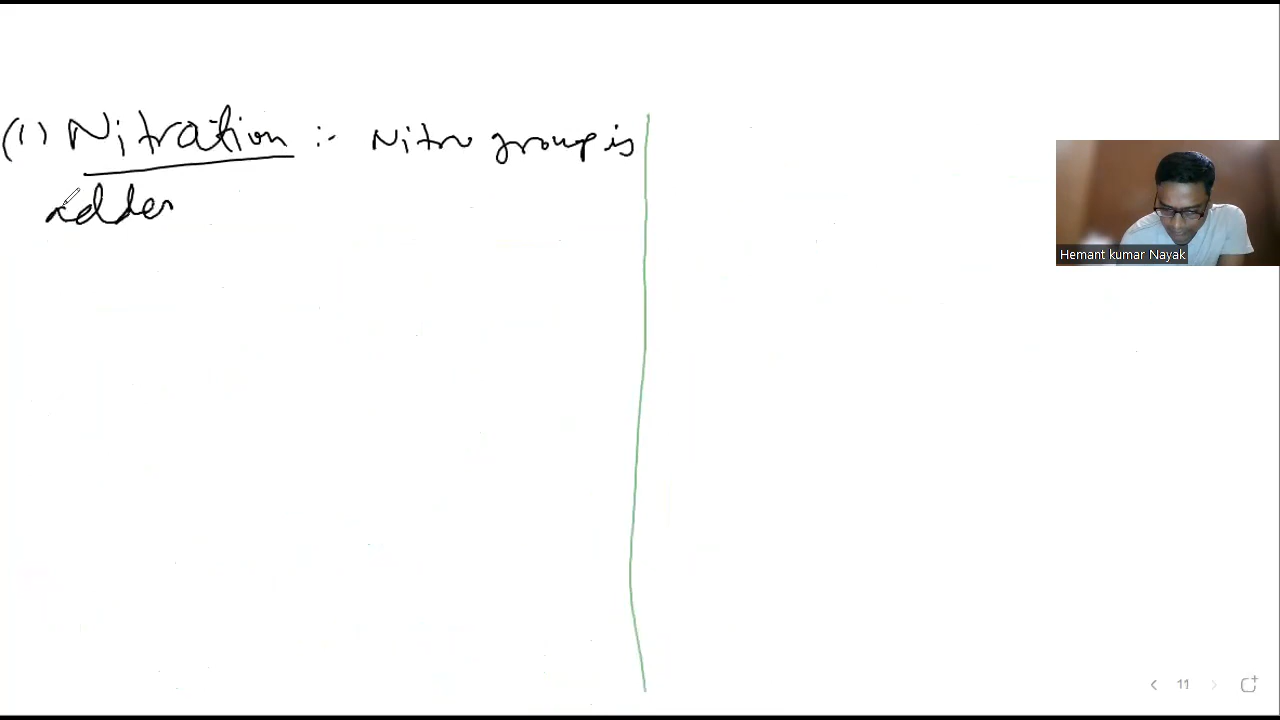 (1) Nitration :- Nitro group is
added
Hemant kumar Nayak
11